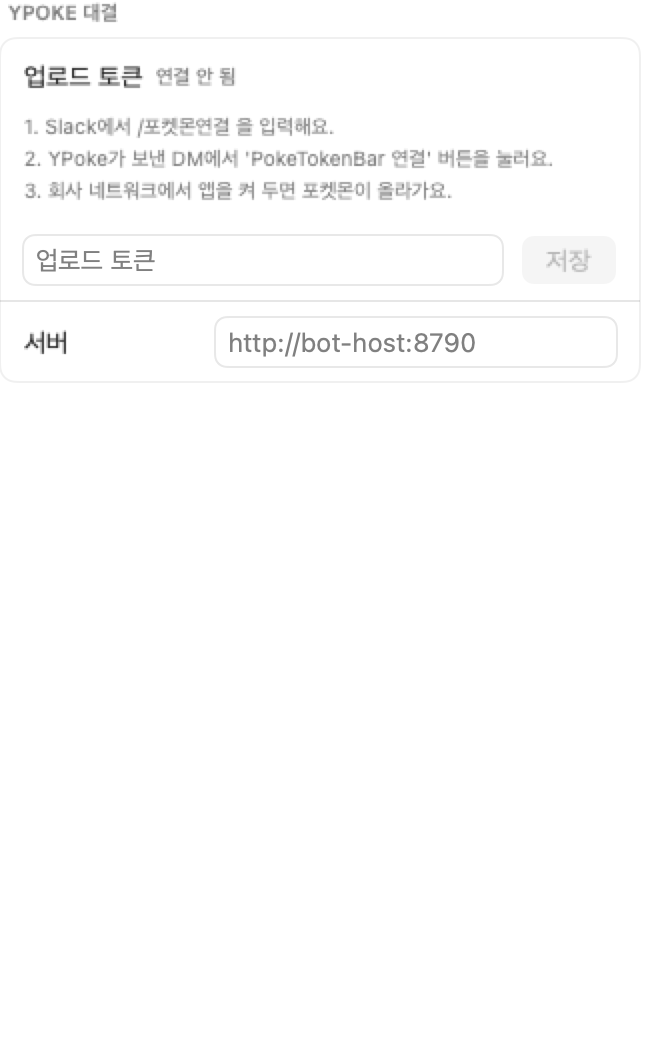 YPOKE 대결
업로드 토큰 연결 안 됨
1. Slack에서 /포켓몬연결 을 입력해요.
2. YPoke가 보낸 DM에서 'PokeTokenBar 연결' 버튼을 눌러요.
3. 회사 네트워크에서 앱을 켜 두면 포켓몬이 올라가요.
업로드 토큰 저장
서버 http://bot-host:8790